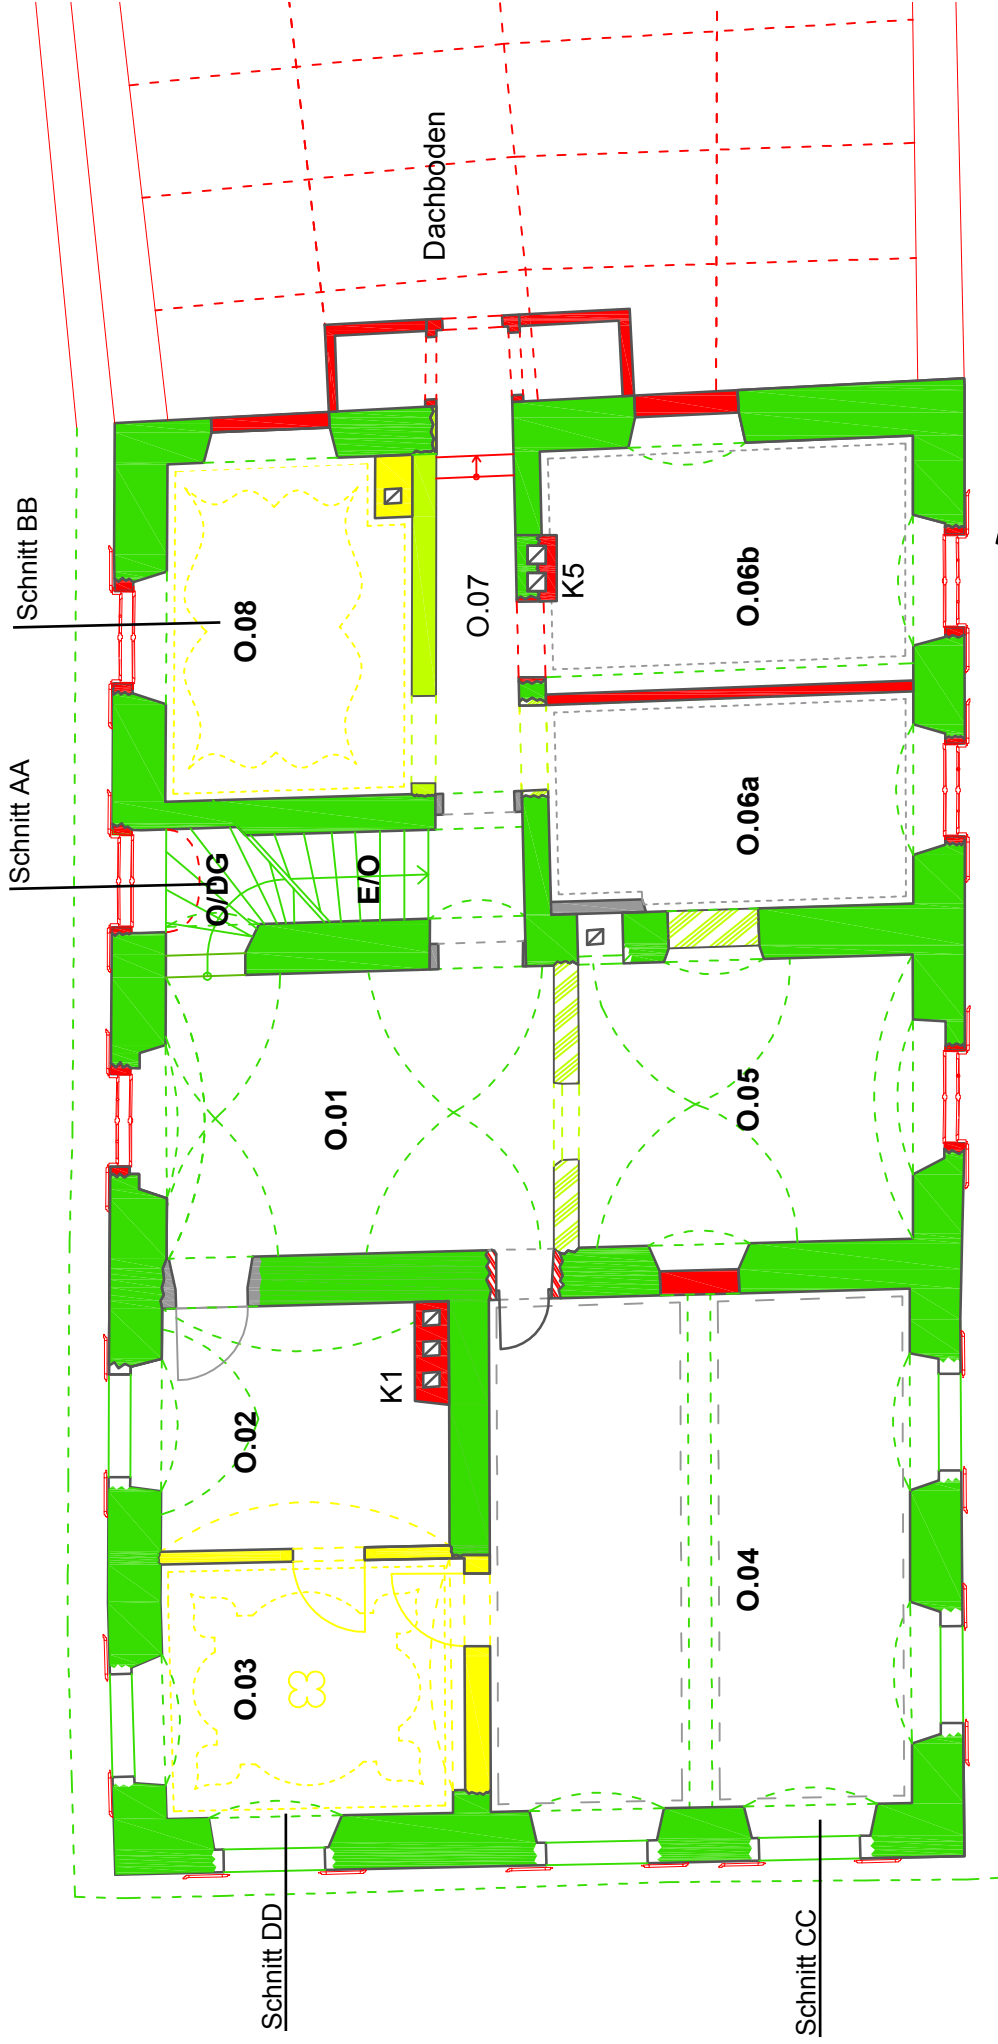 Schnitt AA
Schnitt BB
O/DG
O.08
O.02
O.03
E/O
O.01
K1
Dachboden
O.07
K5
O.04
O.05
O.06a
O.06b
Schnitt DD
Schnitt CC